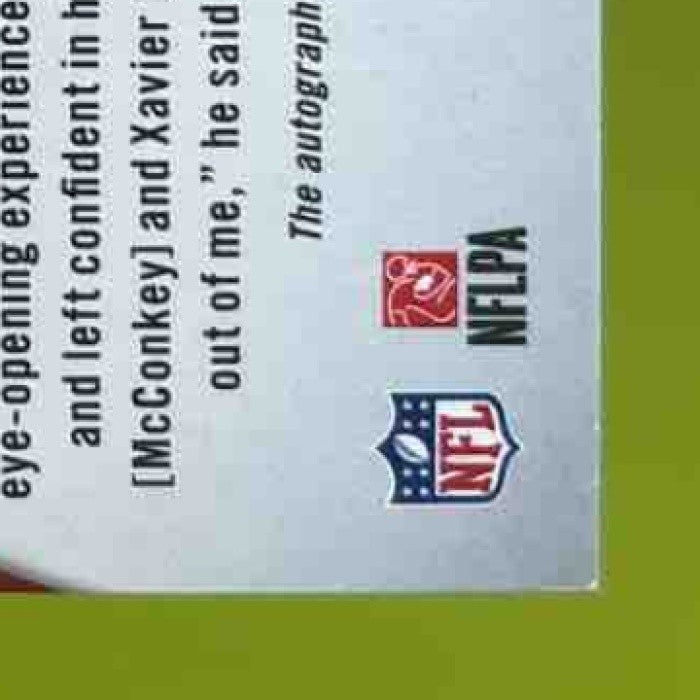 eye-opening experience
and left confident in h
[McConkey] and Xavier
out of me," he said
The autograph
NFL
NFLPA